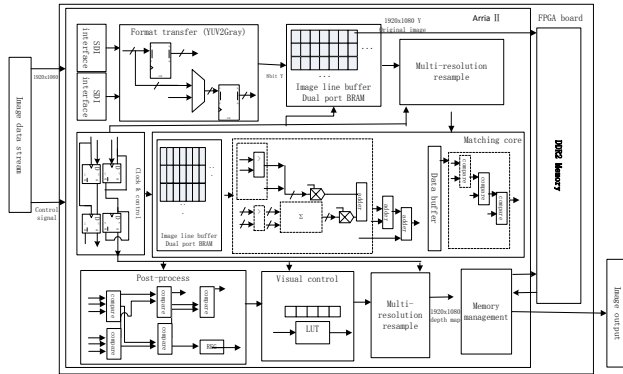 Arria II
FPGA board
Format transfer (YUV2Gray)
1920x1080 Y
Original image
SDI
interface
SDI
interface
1920x1080
8bit Y
Image line buffer
Dual port BRAM
Multi-resolution
resample
Image data stream
DDR2 Memory
Matching core
Clock & control
Control
signal
Image line buffer
Dual port BRAM
Σ
adder
adder
adder
Data buffer
compare
compare
compare
Post-process
Visual control
compare
compare
compare
compare
compare
REG
LUT
Multi-
resolution
resample
1920x1080
depth map
Memory
management
Image output